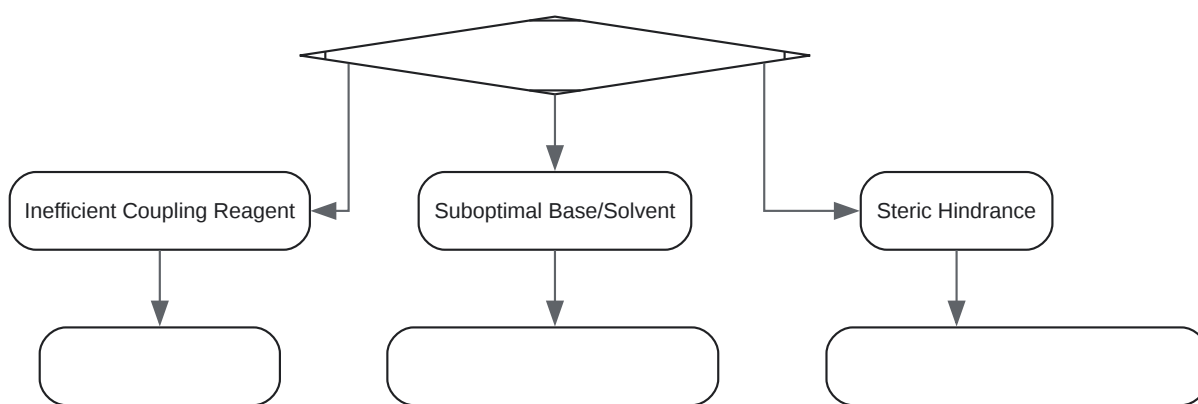 Inefficient Coupling Reagent
Suboptimal Base/Solvent
Steric Hindrance